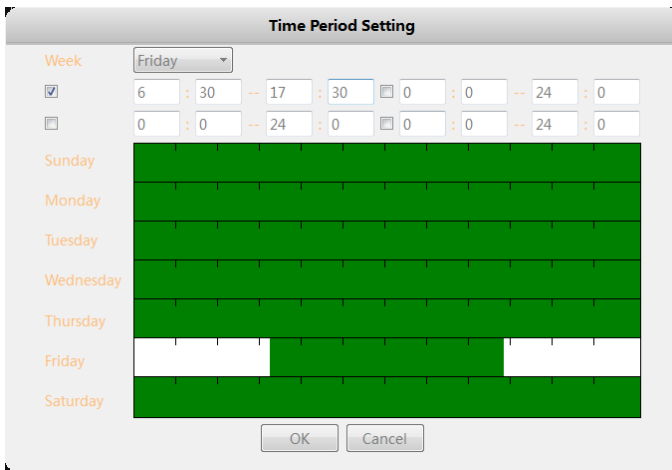 Time Period Setting
Week Friday
6 : 30 -- 17 : 30 0 : 0 -- 24 : 0
0 : 0 -- 24 : 0 0 : 0 -- 24 : 0
Sunday
Monday
Tuesday
Wednesday
Thursday
Friday
Saturday
OK Cancel